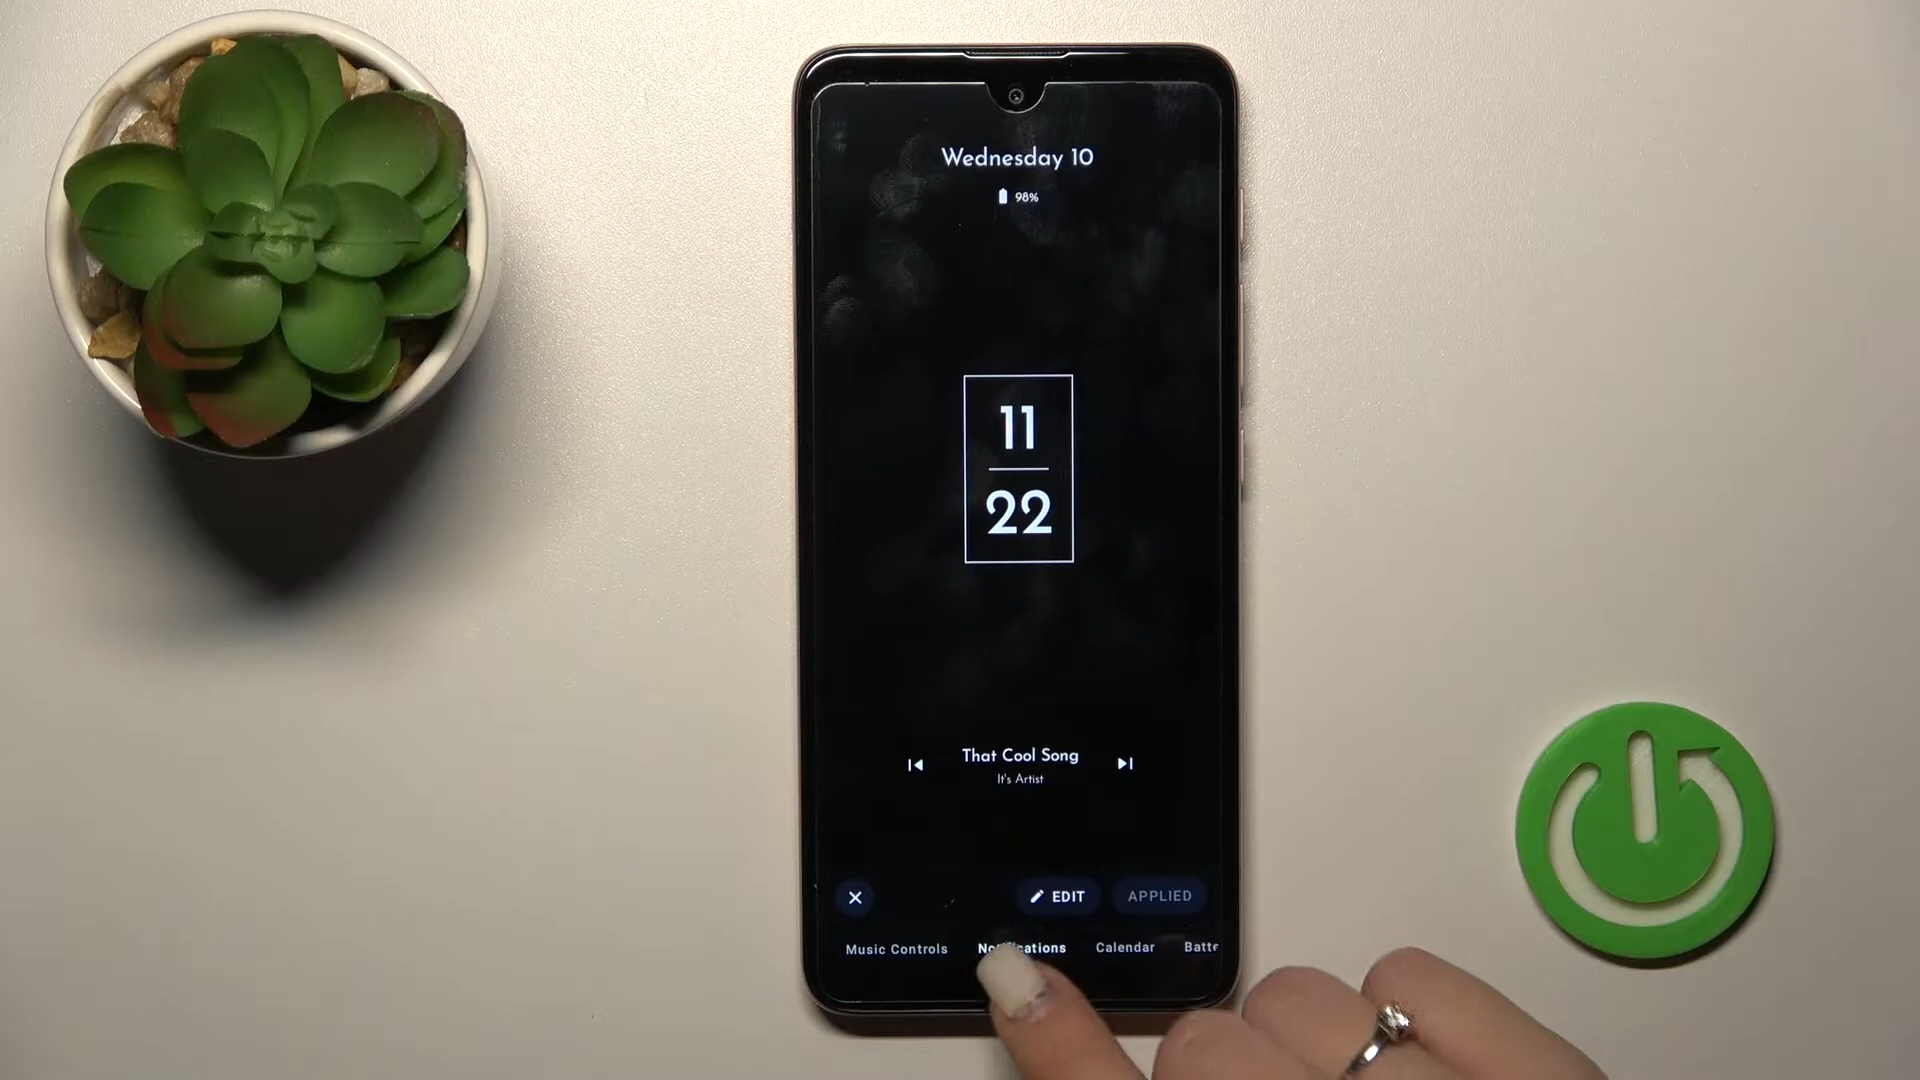 Wednesday 10
98%
11
22
That Cool Song
It's Artist
EDIT
APPLIED
Music Controls
Notifications
Calendar
Batte